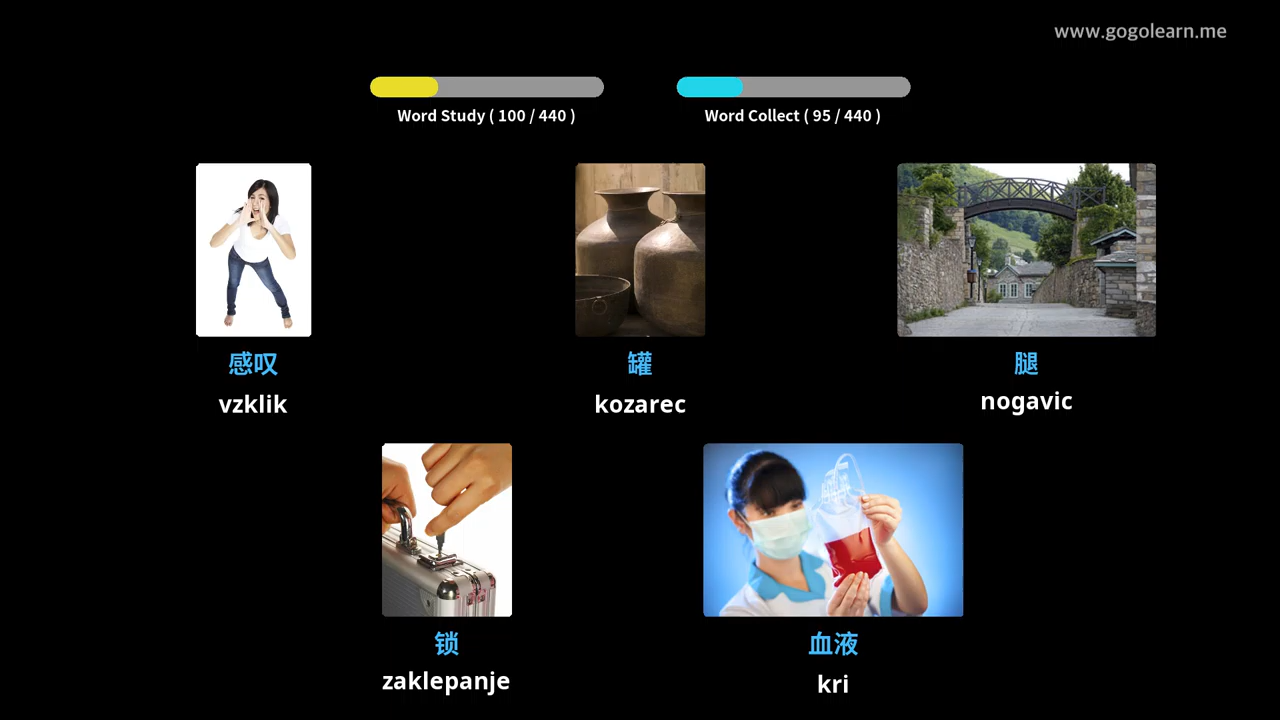 www.gogolearn.me
Word Study ( 100 / 440 )
Word Collect ( 95 / 440 )
感叹
vzklik
罐
kozarec
腿
nogavic
锁
zaklepanje
血液
kri